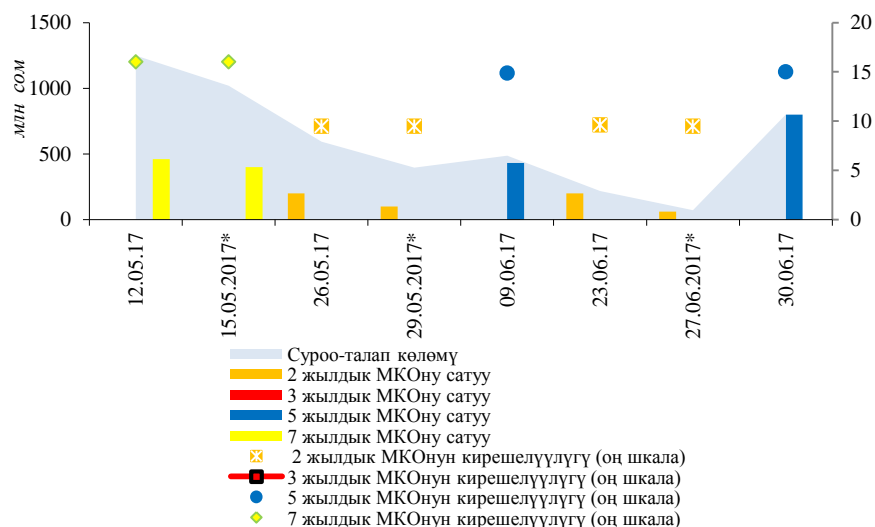 млн сом
1500
1000
500
0
20
15
10
5
0
12.05.17
15.05.2017*
26.05.17
29.05.2017*
09.06.17
23.06.17
27.06.2017*
30.06.17
Суроо-талап көлөмү
2 жылдык МКОну сатуу
3 жылдык МКОну сатуу
5 жылдык МКОну сатуу
7 жылдык МКОну сатуу
2 жылдык МКОнун кирешелүүлүгү (оң шкала)
3 жылдык МКОнун кирешелүүлүгү (оң шкала)
5 жылдык МКОнун кирешелүүлүгү (оң шкала)
7 жылдык МКОнун кирешелүүлүгү (оң шкала)